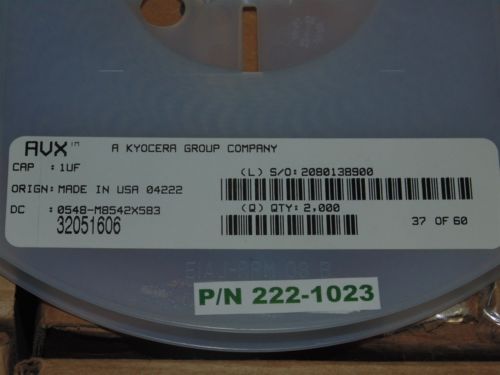 AVX™ A KYOCERA GROUP COMPANY
CAP : 1UF
(L) S/O: 2080138900
ORIGN: MADE IN USA 04222
DC : 0548-M8542X583
(Q) QTY: 2,000
32051606
37 OF 60
P/N 222-1023